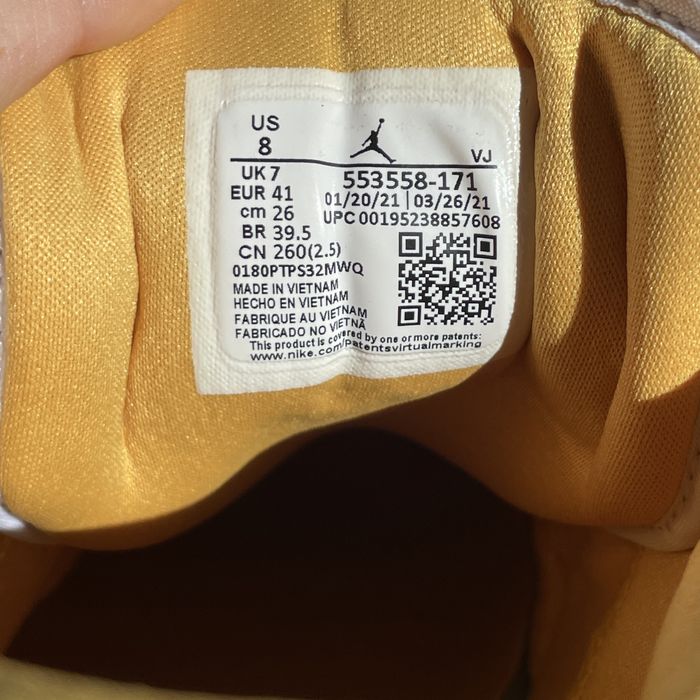 US
8
VJ
UK 7
EUR 41
cm 26
BR 39.5
CN 260(2.5)
553558-171
01/20/21 | 03/26/21
UPC 00195238857608
0180PTPS32MWQ
MADE IN VIETNAM
HECHO EN VIETNAM
FABRIQUE AU VIETNAM
FABRICADO NO VIETNÃ
This product is covered by one or more patents:
www.nike.com/patentsvirtualmarking